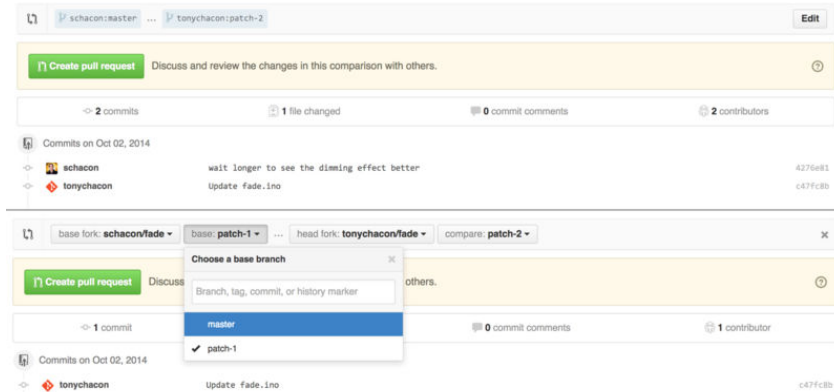 schacon:master ... tonychacon:patch-2 Edit
Create pull request Discuss and review the changes in this comparison with others.
2 commits 1 file changed 0 commit comments 2 contributors
Commits on Oct 02, 2014
schacon wait longer to see the dimming effect better 4276e81
tonychacon Update fade.ino c47fc8b
base fork: schacon/fade base: patch-1 ... head fork: tonychacon/fade compare: patch-2
Choose a base branch
Create pull request Discuss others.
Branch, tag, commit, or history marker
1 commit master 0 commit comments 1 contributor
patch-1
Commits on Oct 02, 2014
tonychacon Update fade.ino c47fc8b